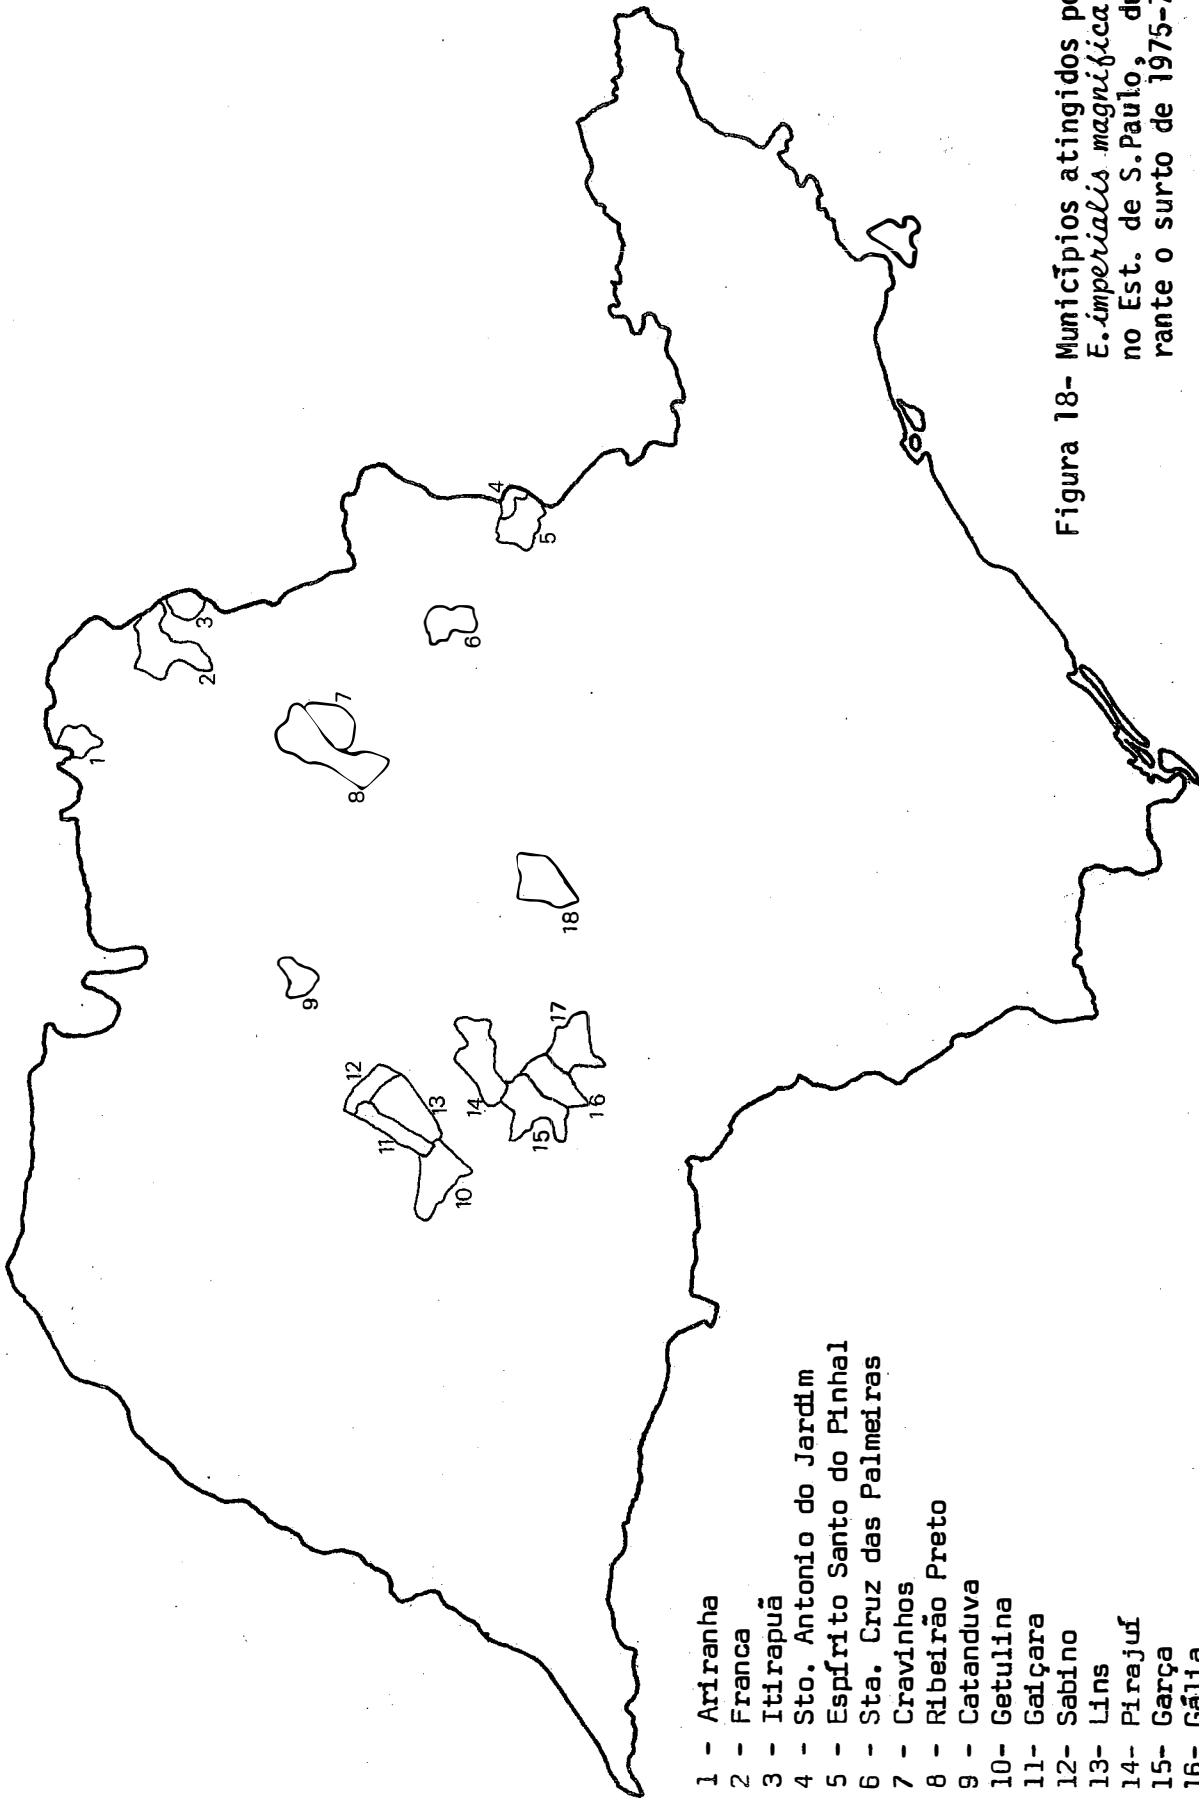 1
2
3
4
5
6
7
8
9
10
11
12
13
14
15
16
17
18
1 - Ariranha
2 - Franca
3 - Itirapuã
4 - Sto. Antonio do Jardim
5 - Espírito Santo do Pinhal
6 - Sta. Cruz das Palmeiras
7 - Cravinhos
8 - Ribeirão Preto
9 - Catanduva
10- Getulina
11- Gaiçara
12- Sabino
13- Lins
14- Pirajuí
15- Garça
16- Gália
Figura 18- Municípios atingidos
E.imperialis magnifica
no Est. de S.Paulo,
rante o surto de 1975-